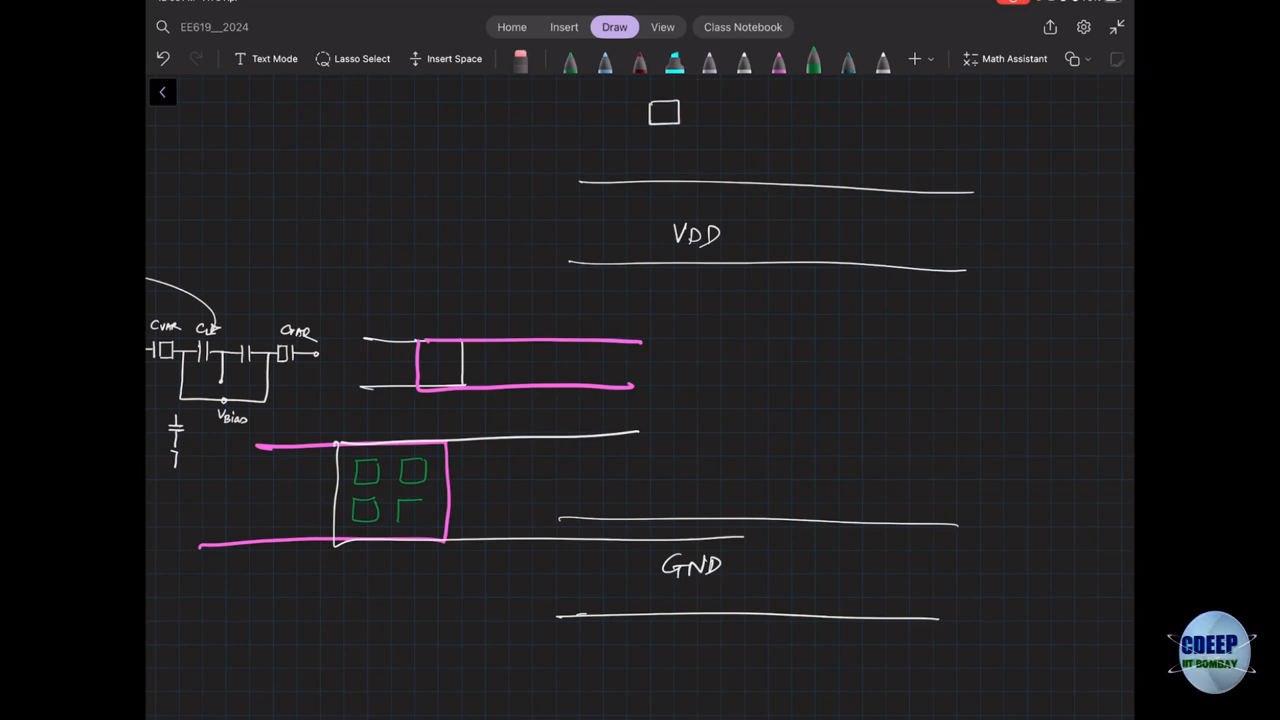 EE619__2024
Home Insert Draw View Class Notebook
Text Mode Lasso Select Insert Space Math Assistant
VDD
CVAR
VBIAS
GND
CDEEP
IIT BOMBAY